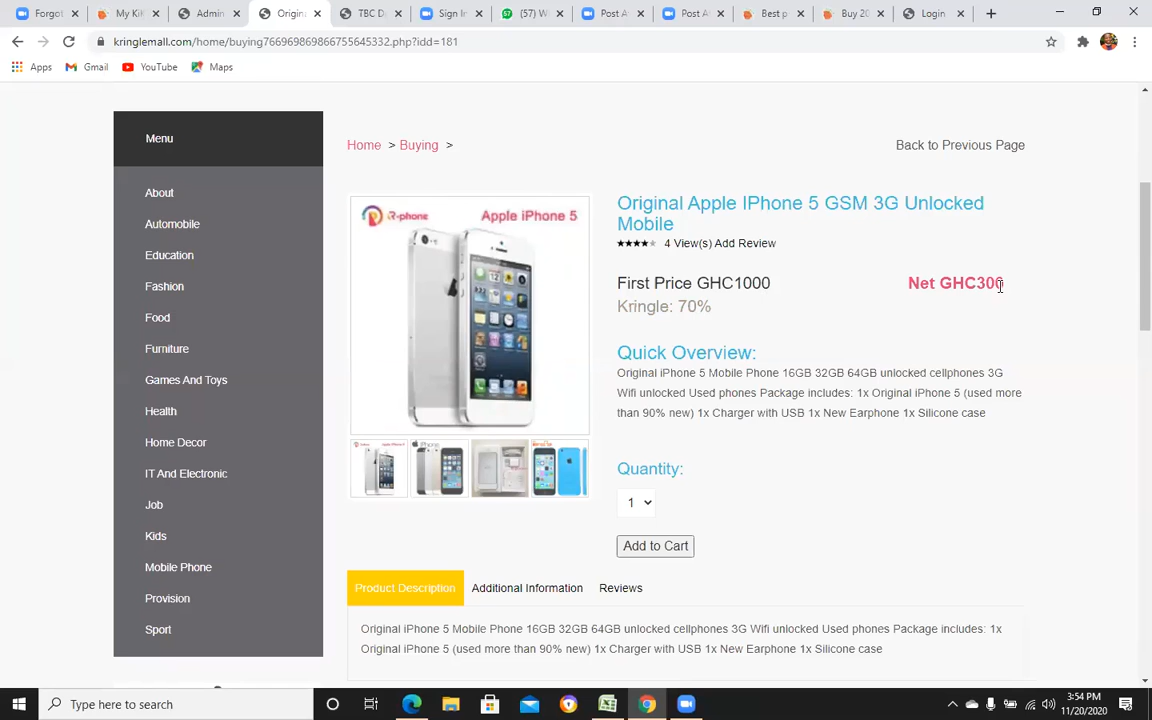 Forgot
My Kri
Admin
Origina
TBC D
Sign In
(57) W
Post A
Post A
Best p
Buy 20
Login
kringlemall.com/home/buying766969869866755645332.php?idd=181
Apps Gmail YouTube Maps
Menu
About
Automobile
Education
Fashion
Food
Furniture
Games And Toys
Health
Home Decor
IT And Electronic
Job
Kids
Mobile Phone
Provision
Sport
Home > Buying >
Back to Previous Page
R-phone
Apple iPhone 5
Original Apple IPhone 5 GSM 3G Unlocked
Mobile
4 View(s) Add Review
First Price GHC1000
Net GHC300
Kringle: 70%
Quick Overview:
Original iPhone 5 Mobile Phone 16GB 32GB 64GB unlocked cellphones 3G
Wifi unlocked Used phones Package includes: 1x Original iPhone 5 (used more
than 90% new) 1x Charger with USB 1x New Earphone 1x Silicone case
Quantity:
1
Add to Cart
Product Description
Additional Information
Reviews
Original iPhone 5 Mobile Phone 16GB 32GB 64GB unlocked cellphones 3G Wifi unlocked Used phones Package includes: 1x
Original iPhone 5 (used more than 90% new) 1x Charger with USB 1x New Earphone 1x Silicone case
Type here to search
3:54 PM
11/20/2020